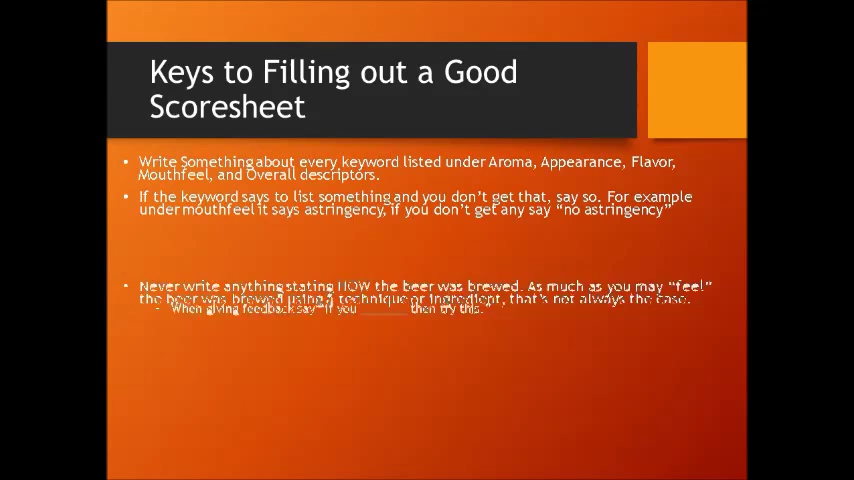 Keys to Filling out a Good
Scoresheet
• Write Something about every keyword listed under Aroma, Appearance, Flavor,
Mouthfeel, and Overall descriptors.
• If the keyword says to list something and you don’t get that, say so. For example
under mouthfeel it says astringency, if you don’t get any say “no astringency”
• Never write anything stating HOW the beer was brewed. As much as you may “feel”
the beer was brewed using a technique or ingredient, that’s not always the case.
– When giving feedback say “If you ________ then try this.”